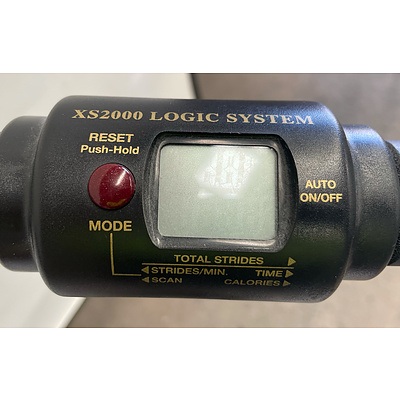 XS2000 LOGIC SYSTEM
RESET
Push-Hold
AUTO
ON/OFF
MODE
TOTAL STRIDES
STRIDES/MIN. TIME
SCAN CALORIES